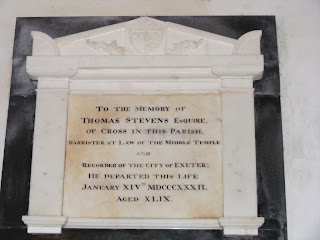 TO THE MEMORY OF
THOMAS STEVENS ESQUIRE,
OF CROSS IN THIS PARISH,
BARRISTER AT LAW OF THE MIDDLE TEMPLE
AND
RECORDER OF THE CITY OF EXETER:
HE DEPARTED THIS LIFE
JANUARY XIVTH MDCCCXXXII,
AGED XLIX.